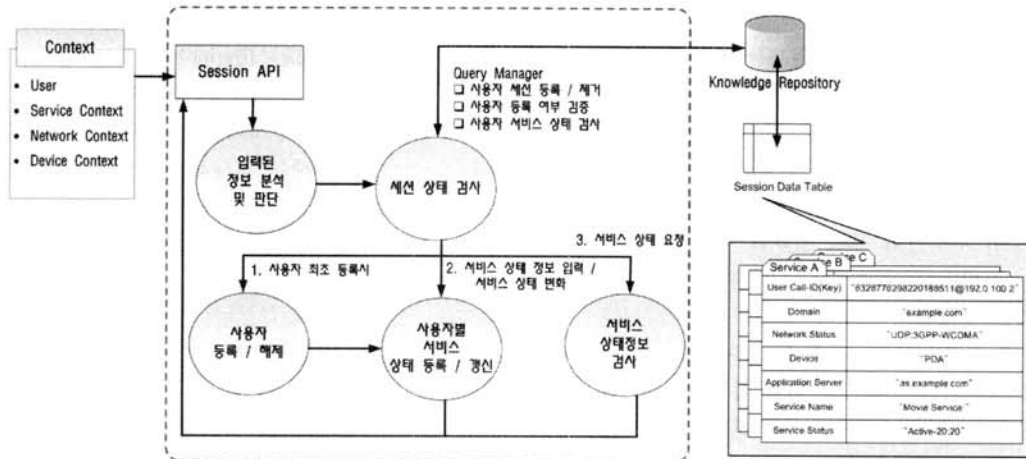 Context
• User
• Service Context
• Network Context
• Device Context
Session API
Query Manager
□ 사용자 세션 등록 / 제거
□ 사용자 등록 여부 검증
□ 사용자 서비스 상태 검사
Knowledge Repository
Session Data Table
입력된
정보 분석
및 판단
세션 상태 검사
1. 사용자 최초 등록시
2. 서비스 상태 정보 입력 /
서비스 상태 변화
3. 서비스 상태 요청
사용자
등록 / 해제
사용자별
서비스
상태 등록 / 갱신
서비스
상태정보
검사
Service C
Service B
Service A
User Call-ID(Key)
Domain
"example.com"
Network Status
"UDP:3GPP-WCDMA"
Device
"PDA"
Application Server
"as.example.com"
Service Name
"Movie Service"
Service Status
"Active-20:20"